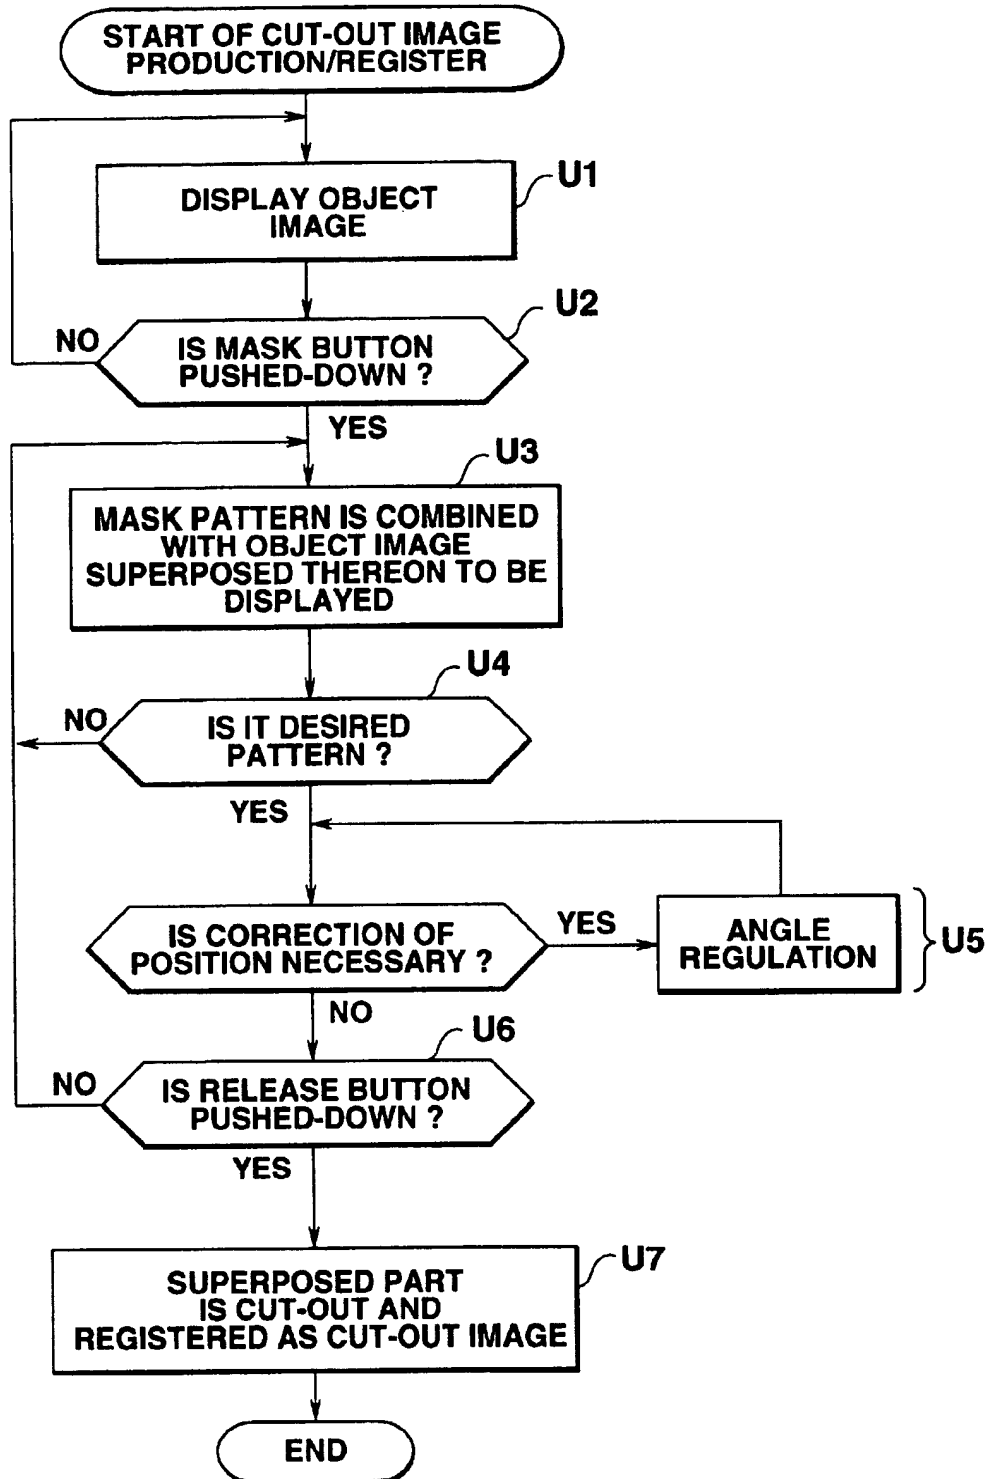 START OF CUT-OUT IMAGE
PRODUCTION/REGISTER
U1
DISPLAY OBJECT
IMAGE
U2
NO
IS MASK BUTTON
PUSHED-DOWN ?
YES
U3
MASK PATTERN IS COMBINED
WITH OBJECT IMAGE
SUPERPOSED THEREON TO BE
DISPLAYED
U4
NO
IS IT DESIRED
PATTERN ?
YES
IS CORRECTION OF
POSITION NECESSARY ?
YES
ANGLE
REGULATION
U5
NO
U6
NO
IS RELEASE BUTTON
PUSHED-DOWN ?
YES
U7
SUPERPOSED PART
IS CUT-OUT AND
REGISTERED AS CUT-OUT IMAGE
END